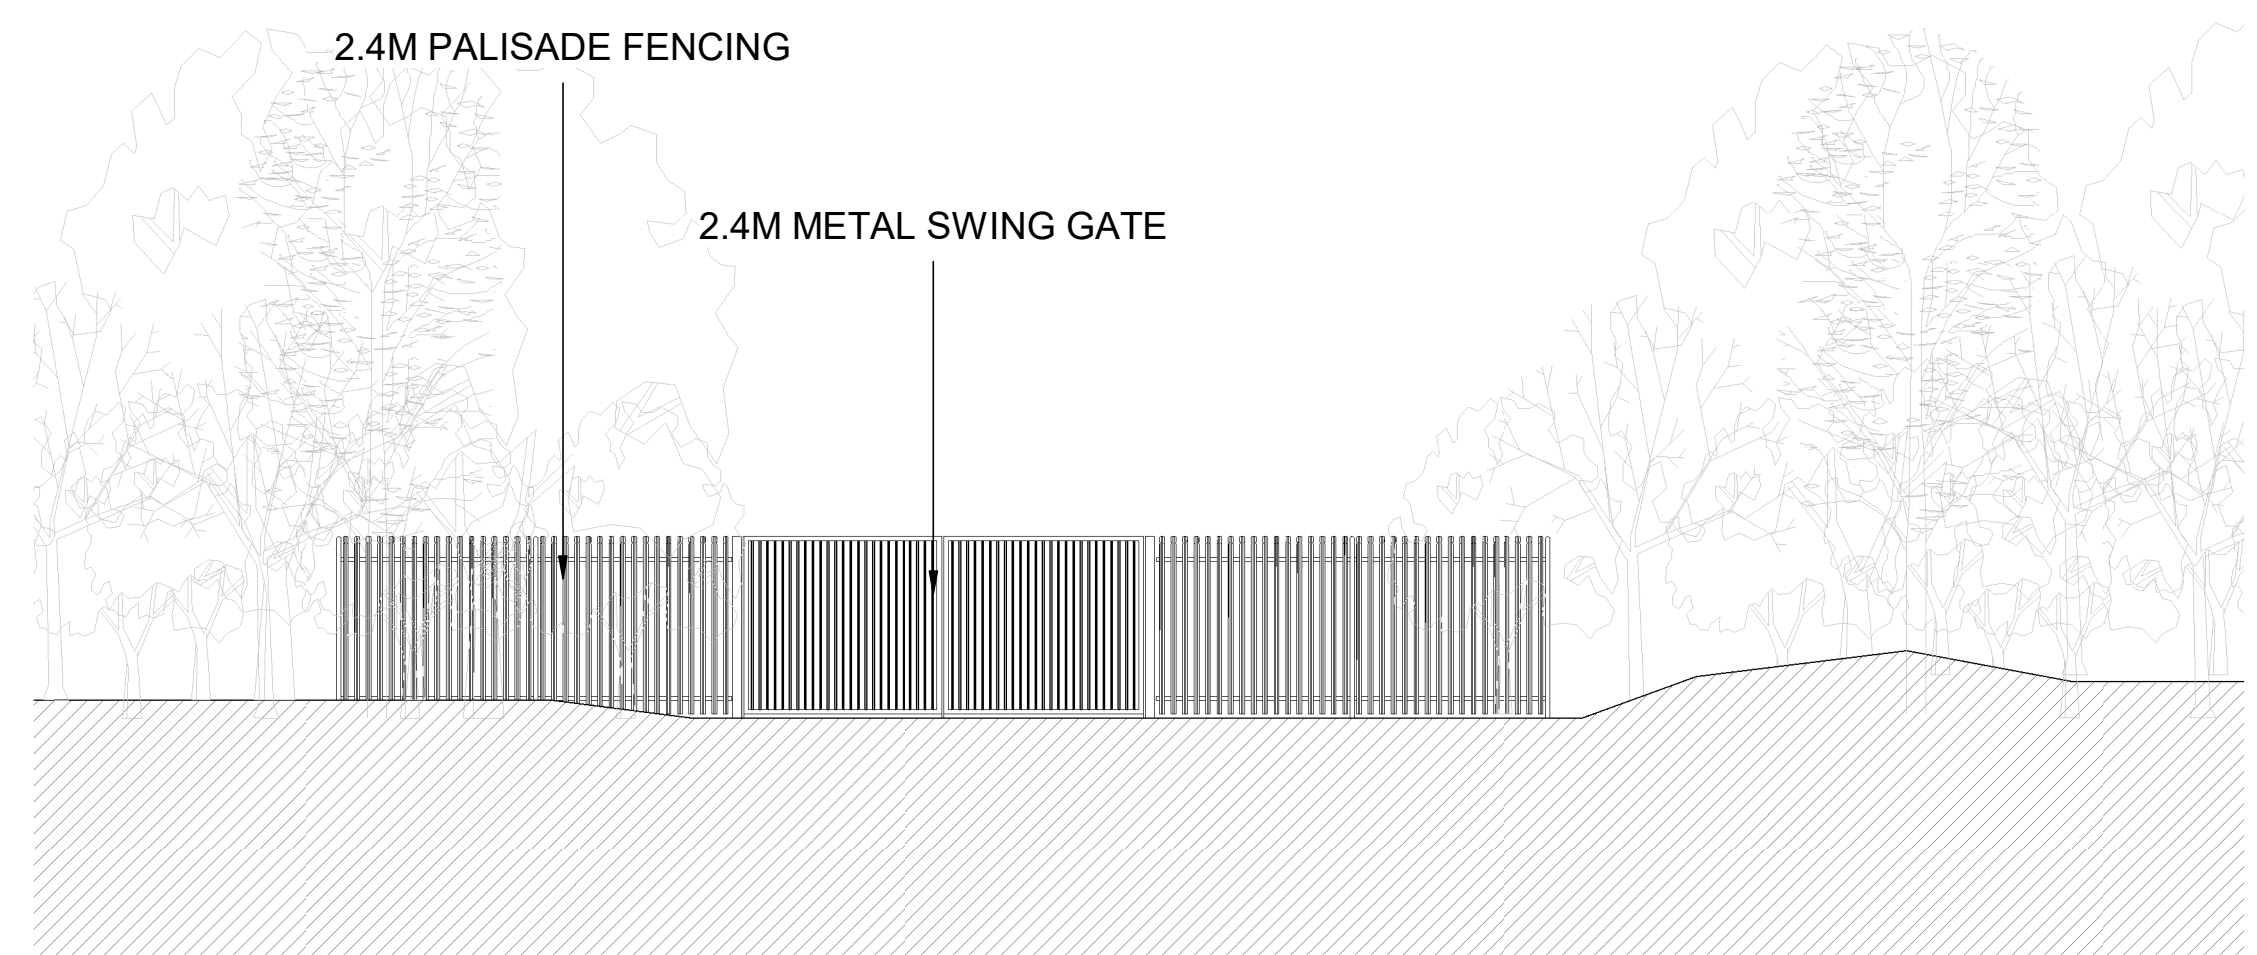 2.4M PALISADE FENCING
2.4M METAL SWING GATE